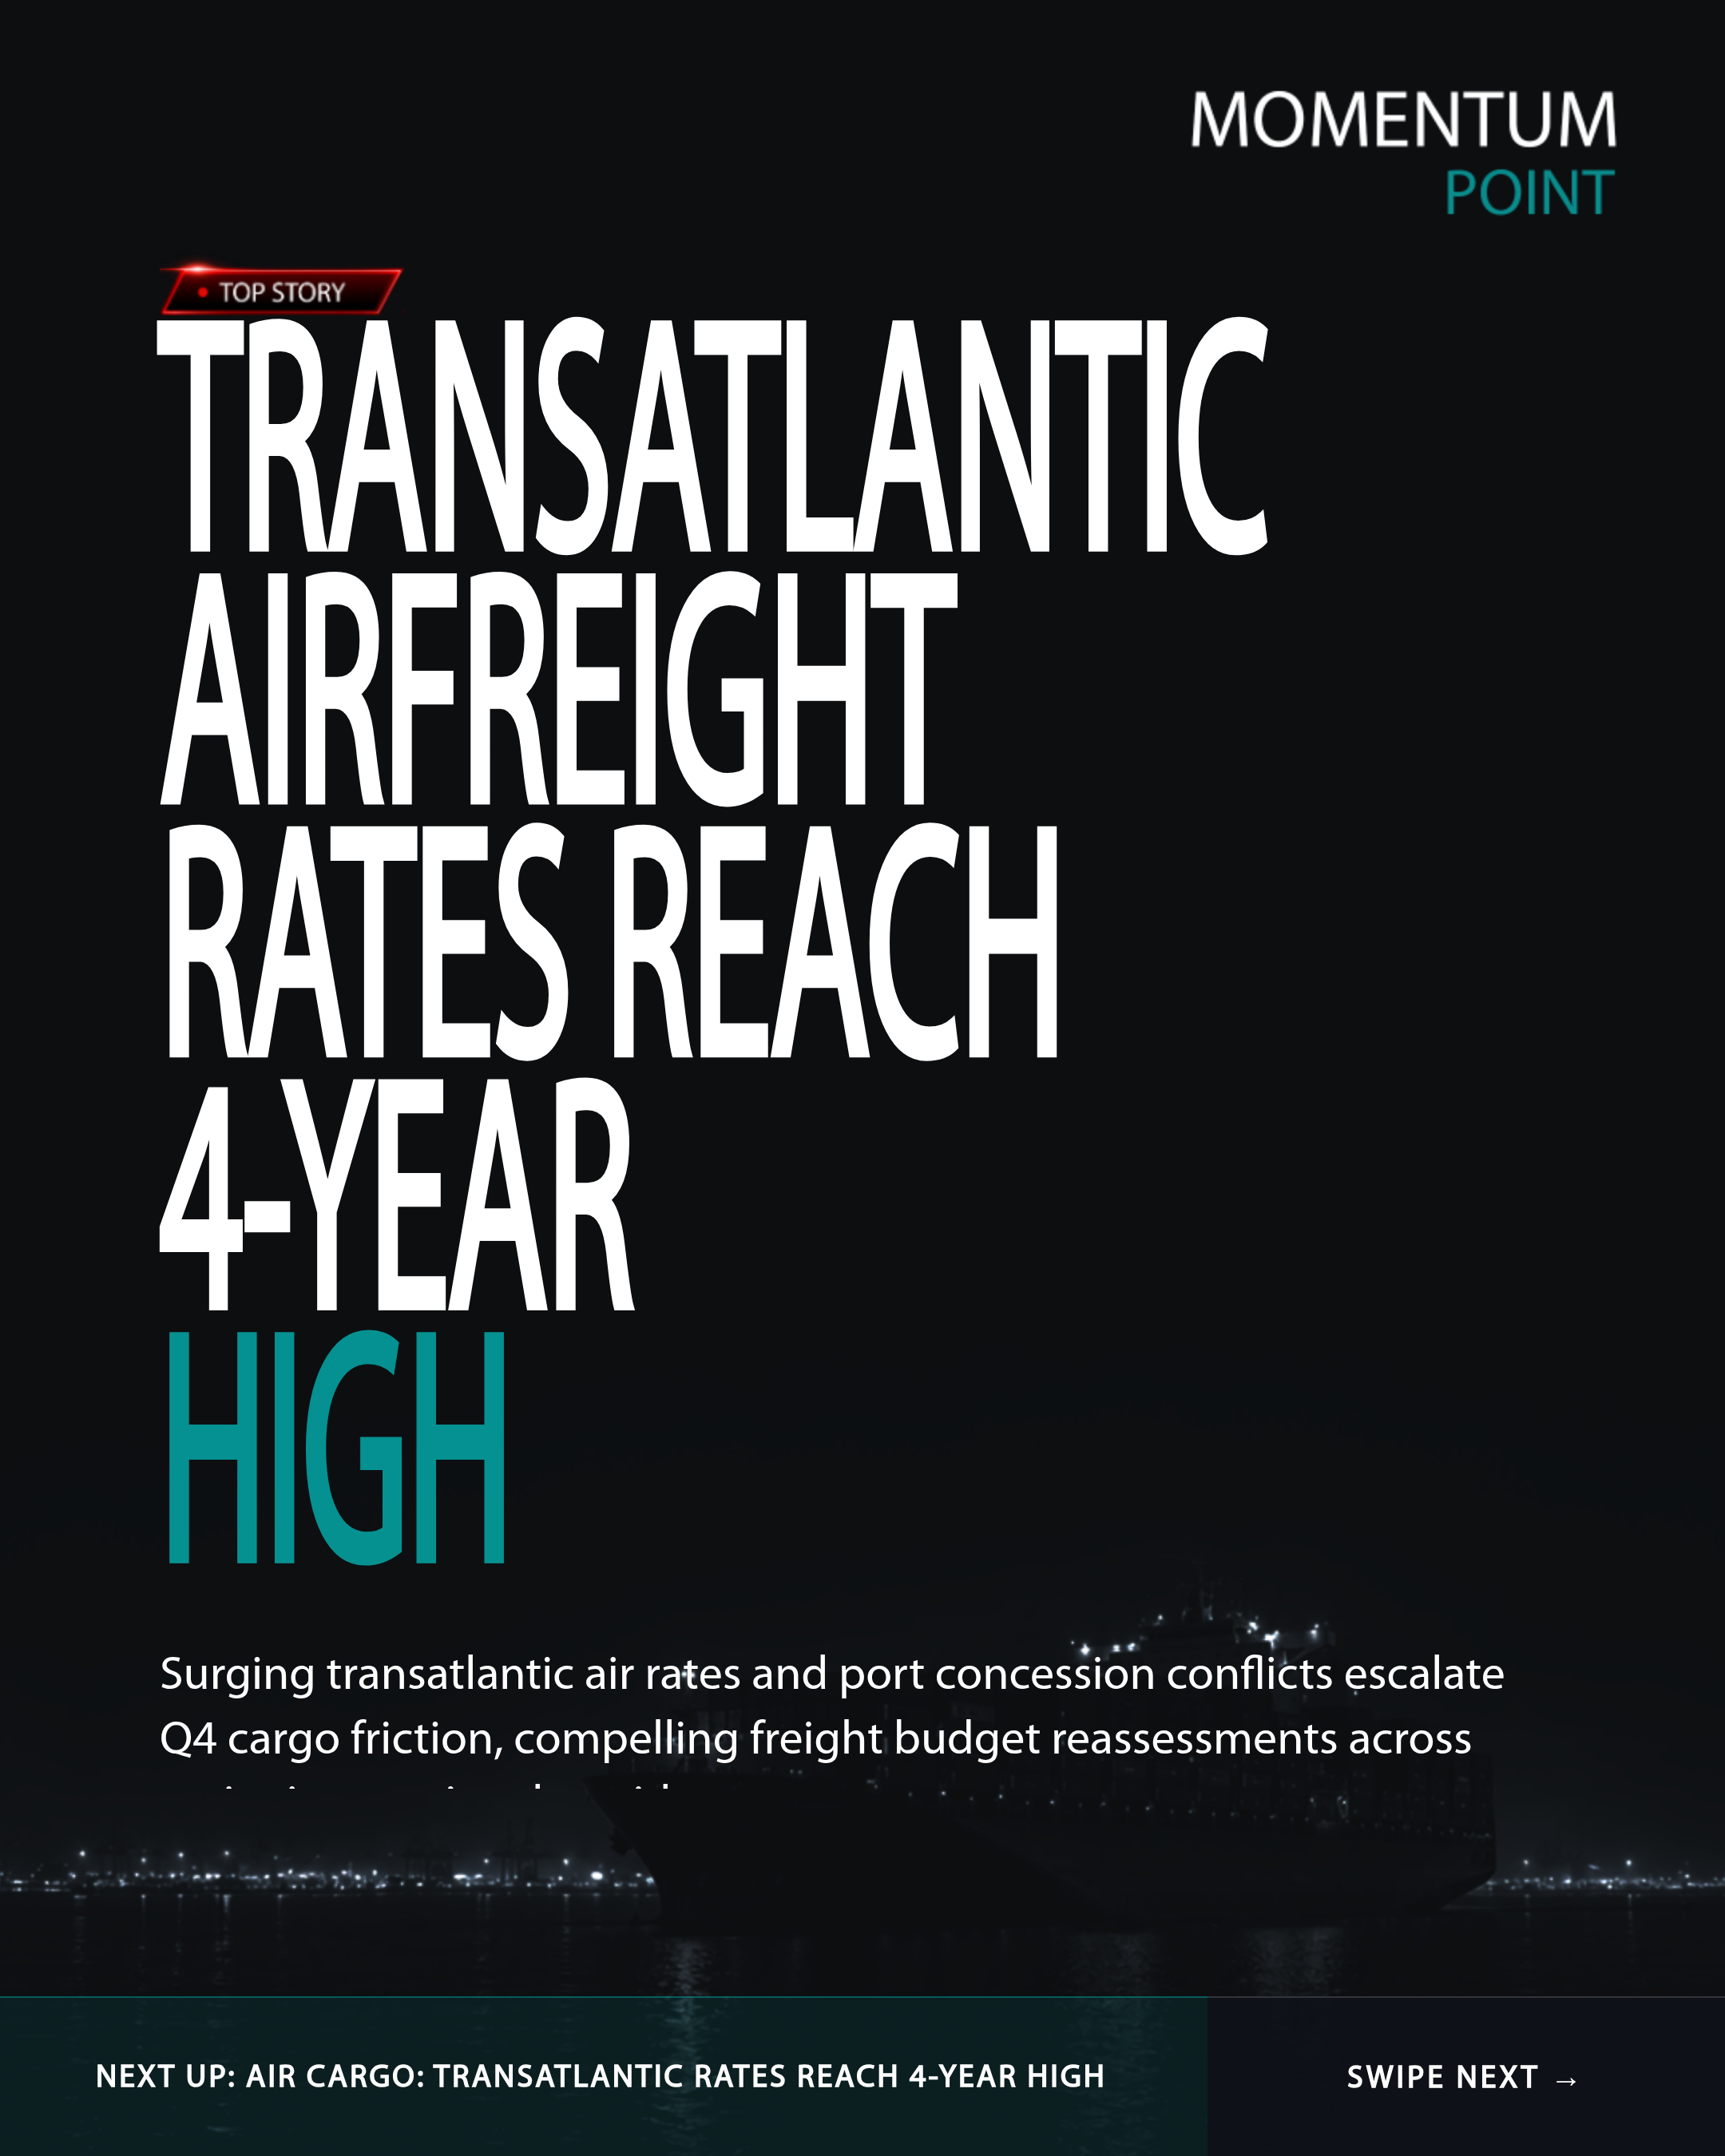 MOMENTUM
POINT
TOP STORY
TRANSATLANTIC
AIRFREIGHT
RATES REACH
4-YEAR
HIGH
Surging transatlantic air rates and port concession conflicts escalate
Q4 cargo friction, compelling freight budget reassessments across
NEXT UP: AIR CARGO: TRANSATLANTIC RATES REACH 4-YEAR HIGH
SWIPE NEXT →